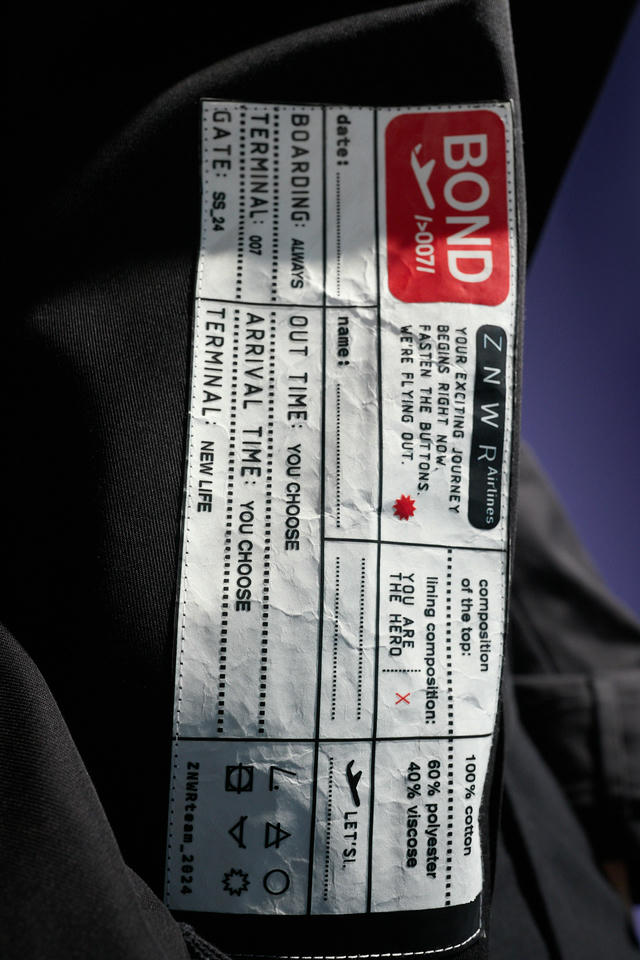 BOND
/>007/
Z N W R Airlines
YOUR EXCITING JOURNEY
BEGINS RIGHT NOW.
FASTEN THE BUTTONS.
WE'RE FLYING OUT.
composition
of the top:
100% cotton
lining composition:
60% polyester
40% viscose
YOU ARE
THE HERO
X
date:
name:
LET'S!.
BOARDING: ALWAYS
TERMINAL: 007
GATE: SS_24
OUT TIME: YOU CHOOSE
ARRIVAL TIME: YOU CHOOSE
TERMINAL NEW LIFE
ZNWRteam_2024